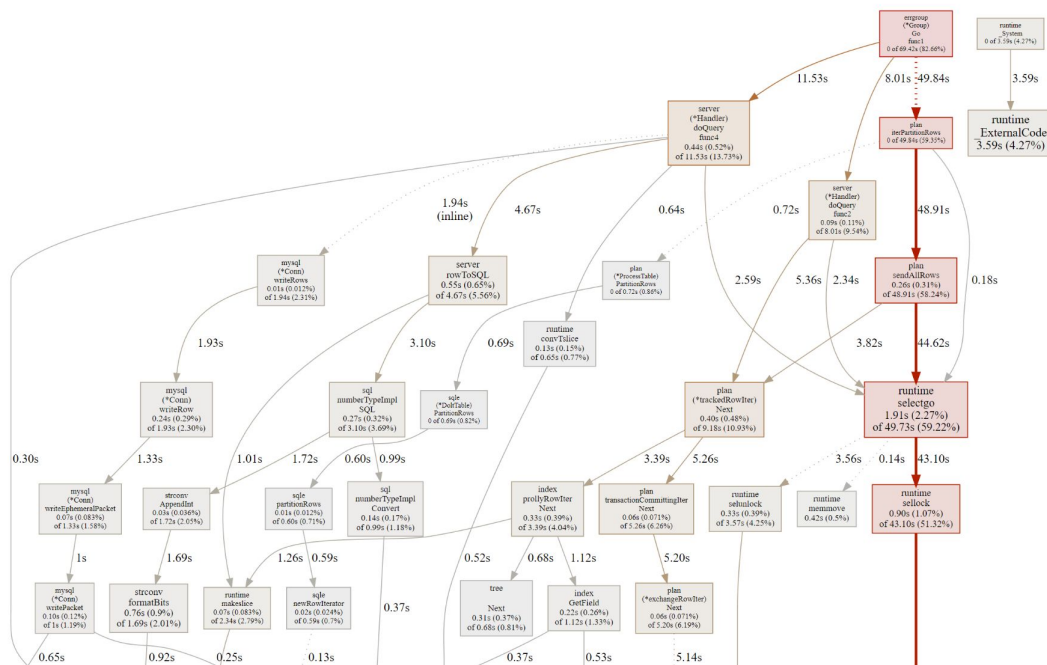 errgroup
(*Group)
Go
func1
0 of 69.42s (82.66%)
runtime
_System
0 of 3.59s (4.27%)
11.53s
8.01s
49.84s
3.59s
server
(*Handler)
doQuery
func4
0.44s (0.52%)
of 11.53s (13.73%)
plan
iterPartitionRows
0 of 49.84s (59.35%)
runtime
_ExternalCode
3.59s (4.27%)
1.94s
(inline)
4.67s
0.64s
0.72s
server
(*Handler)
doQuery
func2
0.09s (0.11%)
of 8.01s (9.54%)
48.91s
mysql
(*Conn)
writeRows
0.01s (0.012%)
of 1.94s (2.31%)
server
rowToSQL
0.55s (0.65%)
of 4.67s (5.56%)
plan
(*ProcessTable)
PartitionRows
0 of 0.72s (0.86%)
2.59s
5.36s
2.34s
plan
sendAllRows
0.26s (0.31%)
of 48.91s (58.24%)
0.18s
1.93s
3.10s
0.69s
runtime
convTslice
0.13s (0.15%)
of 0.65s (0.77%)
3.82s
44.62s
mysql
(*Conn)
writeRow
0.24s (0.29%)
of 1.93s (2.30%)
sql
numberTypeImpl
SQL
0.27s (0.32%)
of 3.10s (3.69%)
sqle
(*DoltTable)
PartitionRows
0 of 0.69s (0.82%)
plan
(*trackedRowIter)
Next
0.40s (0.48%)
of 9.18s (10.93%)
runtime
selectgo
1.91s (2.27%)
of 49.73s (59.22%)
0.30s
1.33s
1.01s
1.72s
0.60s
0.99s
3.39s
5.26s
3.56s
0.14s
43.10s
mysql
(*Conn)
writeEphemeralPacket
0.07s (0.083%)
of 1.33s (1.58%)
strconv
AppendInt
0.03s (0.036%)
of 1.72s (2.05%)
sqle
partitionRows
0.01s (0.012%)
of 0.60s (0.71%)
sql
numberTypeImpl
Convert
0.14s (0.17%)
of 0.99s (1.18%)
index
prollyRowIter
Next
0.33s (0.39%)
of 3.39s (4.04%)
plan
transactionCommittingIter
Next
0.06s (0.071%)
of 5.26s (6.26%)
runtime
selunlock
0.33s (0.39%)
of 3.57s (4.25%)
runtime
memmove
0.42s (0.5%)
runtime
sellock
0.90s (1.07%)
of 43.10s (51.32%)
1s
1.69s
1.26s
0.59s
0.52s
0.68s
1.12s
5.20s
mysql
(*Conn)
writePacket
0.10s (0.12%)
of 1s (1.19%)
strconv
formatBits
0.76s (0.9%)
of 1.69s (2.01%)
runtime
makeslice
0.07s (0.083%)
of 2.34s (2.79%)
sqle
newRowIterator
0.02s (0.024%)
of 0.59s (0.7%)
0.37s
tree
Next
0.31s (0.37%)
of 0.68s (0.81%)
index
GetField
0.22s (0.26%)
of 1.12s (1.33%)
plan
(*exchangeRowIter)
Next
0.06s (0.071%)
of 5.20s (6.19%)
0.65s
0.92s
0.25s
0.13s
0.37s
0.53s
5.14s